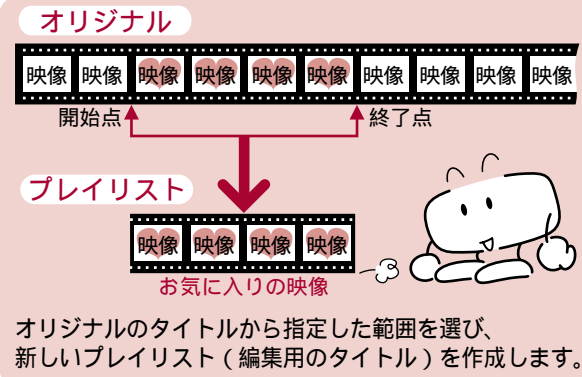 オリジナル
映像 映像 映像 映像 映像 映像 映像 映像 映像 映像
開始点 終了点
プレイリスト
映像 映像 映像 映像
お気に入りの映像
オリジナルのタイトルから指定した範囲を選び、
新しいプレイリスト(編集用のタイトル)を作成します。